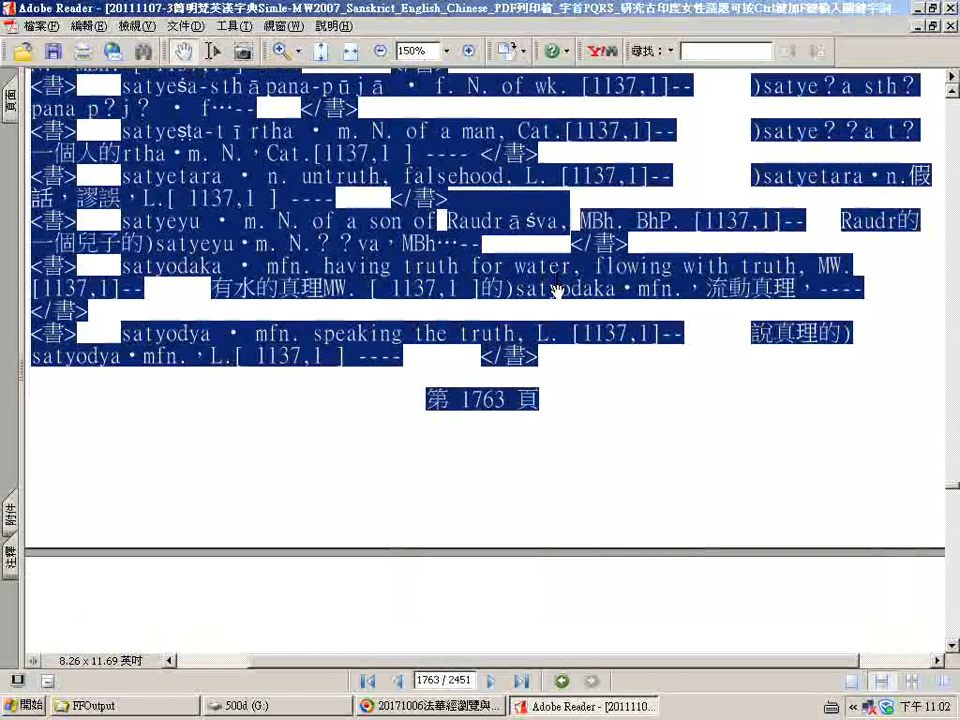 Adobe Reader - [20111107-3簡明梵英漢字典Simle-MW2007_Sanskrict_English_Chinese_PDF列印檔_字首PQRS_研究古印度女性議題可按Ctrl鍵加F鍵輸入關鍵字詞
檔案(F) 編輯(E) 檢視(V) 文件(D) 工具(T) 視窗(W) 說明(H)
150% 尋找:
頁面
<書> satyeśa-sthāpana-pūjā · f. N. of wk. [1137,1]-- )satye?a sth?
pana p?j? · f…-- </書>
<書> satyeṣṭa-tīrtha · m. N. of a man, Cat.[1137,1]-- )satye??a t?
一個人的rtha·m. N.,Cat.[1137,1 ] ---- </書>
<書> satyetara · n. untruth, falsehood, L. [1137,1]-- )satyetara·n.假
話,謬誤,L.[ 1137,1 ] ---- </書>
<書> satyeyu · m. N. of a son of Raudrāśva, MBh. BhP. [1137,1]-- Raudr的
一個兒子的)satyeyu·m. N.??va,MBh…-- </書>
<書> satyodaka · mfn. having truth for water, flowing with truth, MW.
[1137,1]-- 有水的真理MW. [ 1137,1 ]的)satyodaka·mfn.,流動真理,----
</書>
<書> satyodya · mfn. speaking the truth, L. [1137,1]-- 說真理的)
satyodya·mfn.,L.[ 1137,1 ] ---- </書>
第 1763 頁
附件
注釋
8.26 x 11.69 英吋
1763 / 2451
開始 FFOutput 500d (G:) 20171006法華經瀏覽與... Adobe Reader - [2011110... 下午 11:02